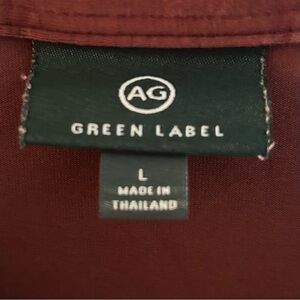 AG
GREEN LABEL
L
MADE IN
THAILAND